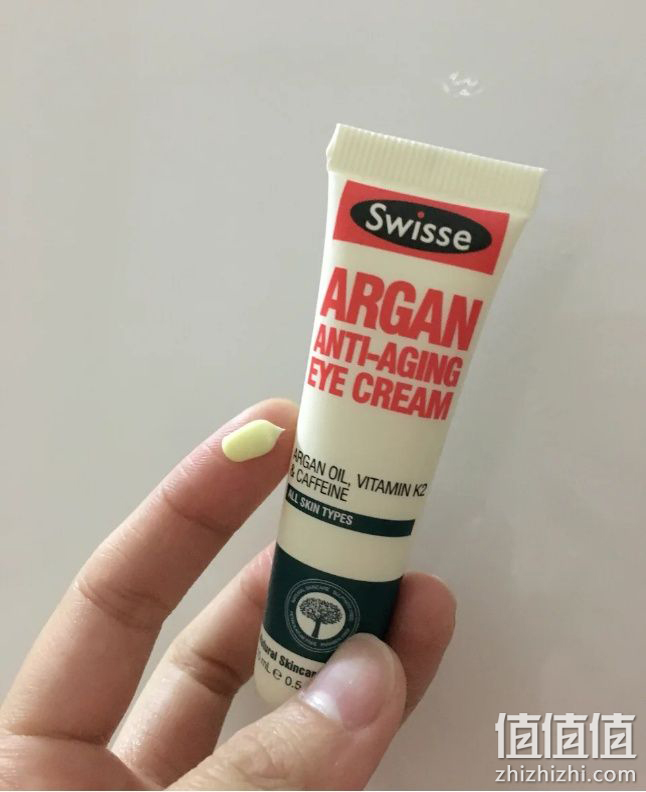 Swisse
ARGAN
ANTI-AGING
EYE CREAM
ARGAN OIL, VITAMIN K2
& CAFFEINE
ALL SKIN TYPES
值值值
zhizhizhi.com